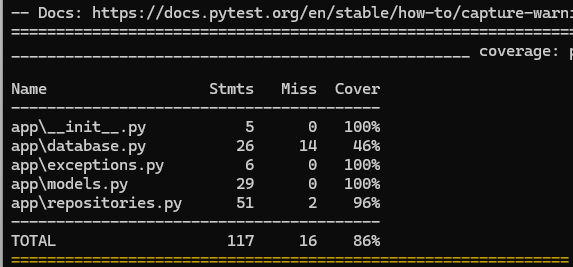 -- Docs: https://docs.pytest.org/en/stable/how-to/capture-warn
coverage:
Name Stmts Miss Cover
app\__init__.py 5 0 100%
app\database.py 26 14 46%
app\exceptions.py 6 0 100%
app\models.py 29 0 100%
app\repositories.py 51 2 96%
TOTAL 117 16 86%